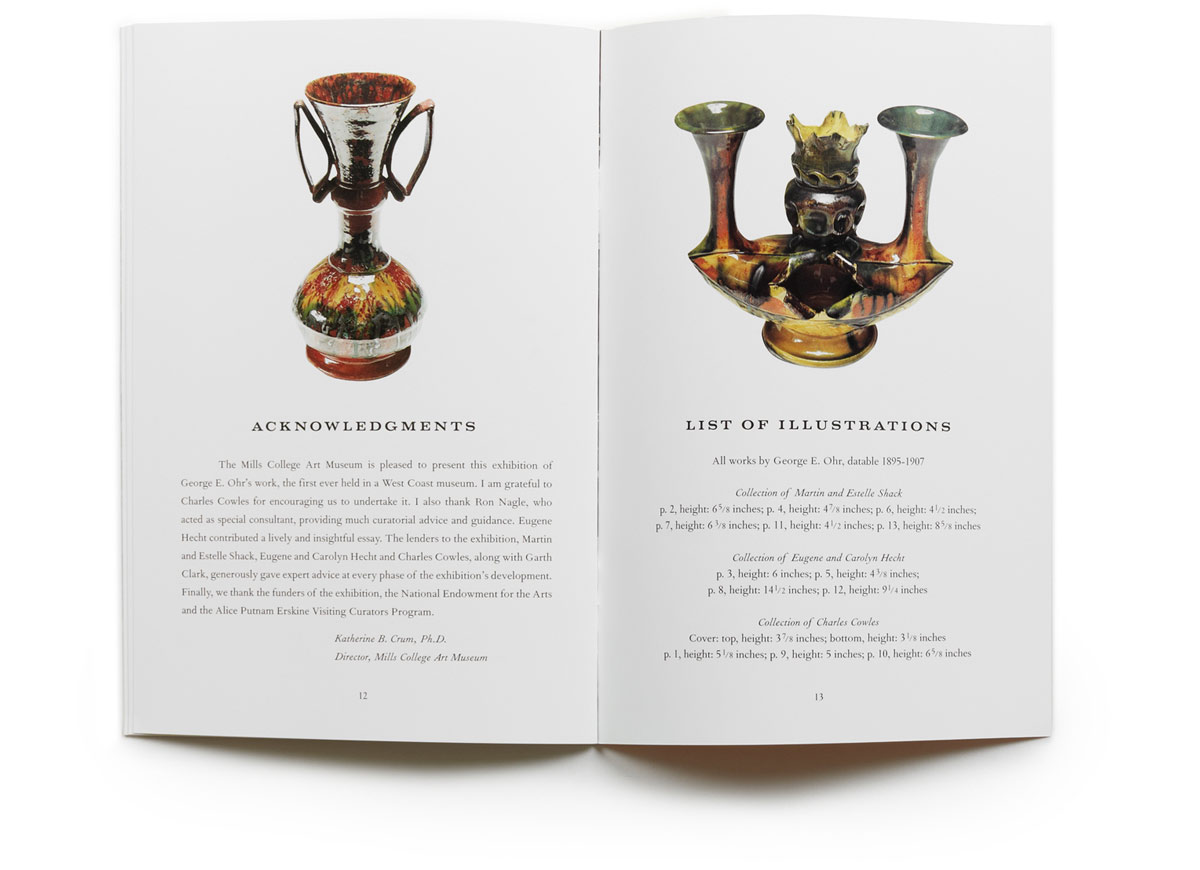 ACKNOWLEDGMENTS
The Mills College Art Museum is pleased to present this exhibition of
George E. Ohr's work, the first ever held in a West Coast museum. I am grateful to
Charles Cowles for encouraging us to undertake it. I also thank Ron Nagle, who
acted as special consultant, providing much curatorial advice and guidance. Eugene
Hecht contributed a lively and insightful essay. The lenders to the exhibition, Martin
and Estelle Shack, Eugene and Carolyn Hecht and Charles Cowles, along with Garth
Clark, generously gave expert advice at every phase of the exhibition's development.
Finally, we thank the funders of the exhibition, the National Endowment for the Arts
and the Alice Putnam Erskine Visiting Curators Program.
Katherine B. Crum, Ph.D.
Director, Mills College Art Museum
12
LIST OF ILLUSTRATIONS
All works by George E. Ohr, datable 1895-1907
Collection of Martin and Estelle Shack
p. 2, height: 6 5/8 inches; p. 4, height: 4 7/8 inches; p. 6, height: 4 1/2 inches;
p. 7, height: 6 3/8 inches; p. 11, height: 4 1/2 inches; p. 13, height: 8 5/8 inches
Collection of Eugene and Carolyn Hecht
p. 3, height: 6 inches; p. 5, height: 4 3/8 inches;
p. 8, height: 14 1/2 inches; p. 12, height: 9 1/4 inches
Collection of Charles Cowles
Cover: top, height: 3 7/8 inches; bottom, height: 3 1/8 inches
p. 1, height: 5 1/8 inches; p. 9, height: 5 inches; p. 10, height: 6 5/8 inches
13